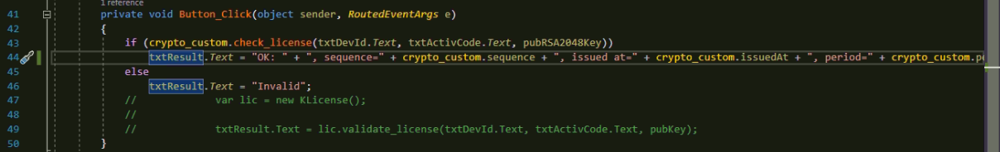 1 reference
41 private void Button_Click(object sender, RoutedEventArgs e)
42 {
43 if (crypto_custom.check_license(txtDevId.Text, txtActivCode.Text, pubRSA2048Key))
44 txtResult.Text = "OK: " + ", sequence=" + crypto_custom.sequence + ", issued at=" + crypto_custom.issuedAt + ", period=" + crypto_custom.pe
45 else
46 txtResult.Text = "Invalid";
47 // var lic = new KLicense();
48 //
49 // txtResult.Text = lic.validate_license(txtDevId.Text, txtActivCode.Text, pubKey);
50 }